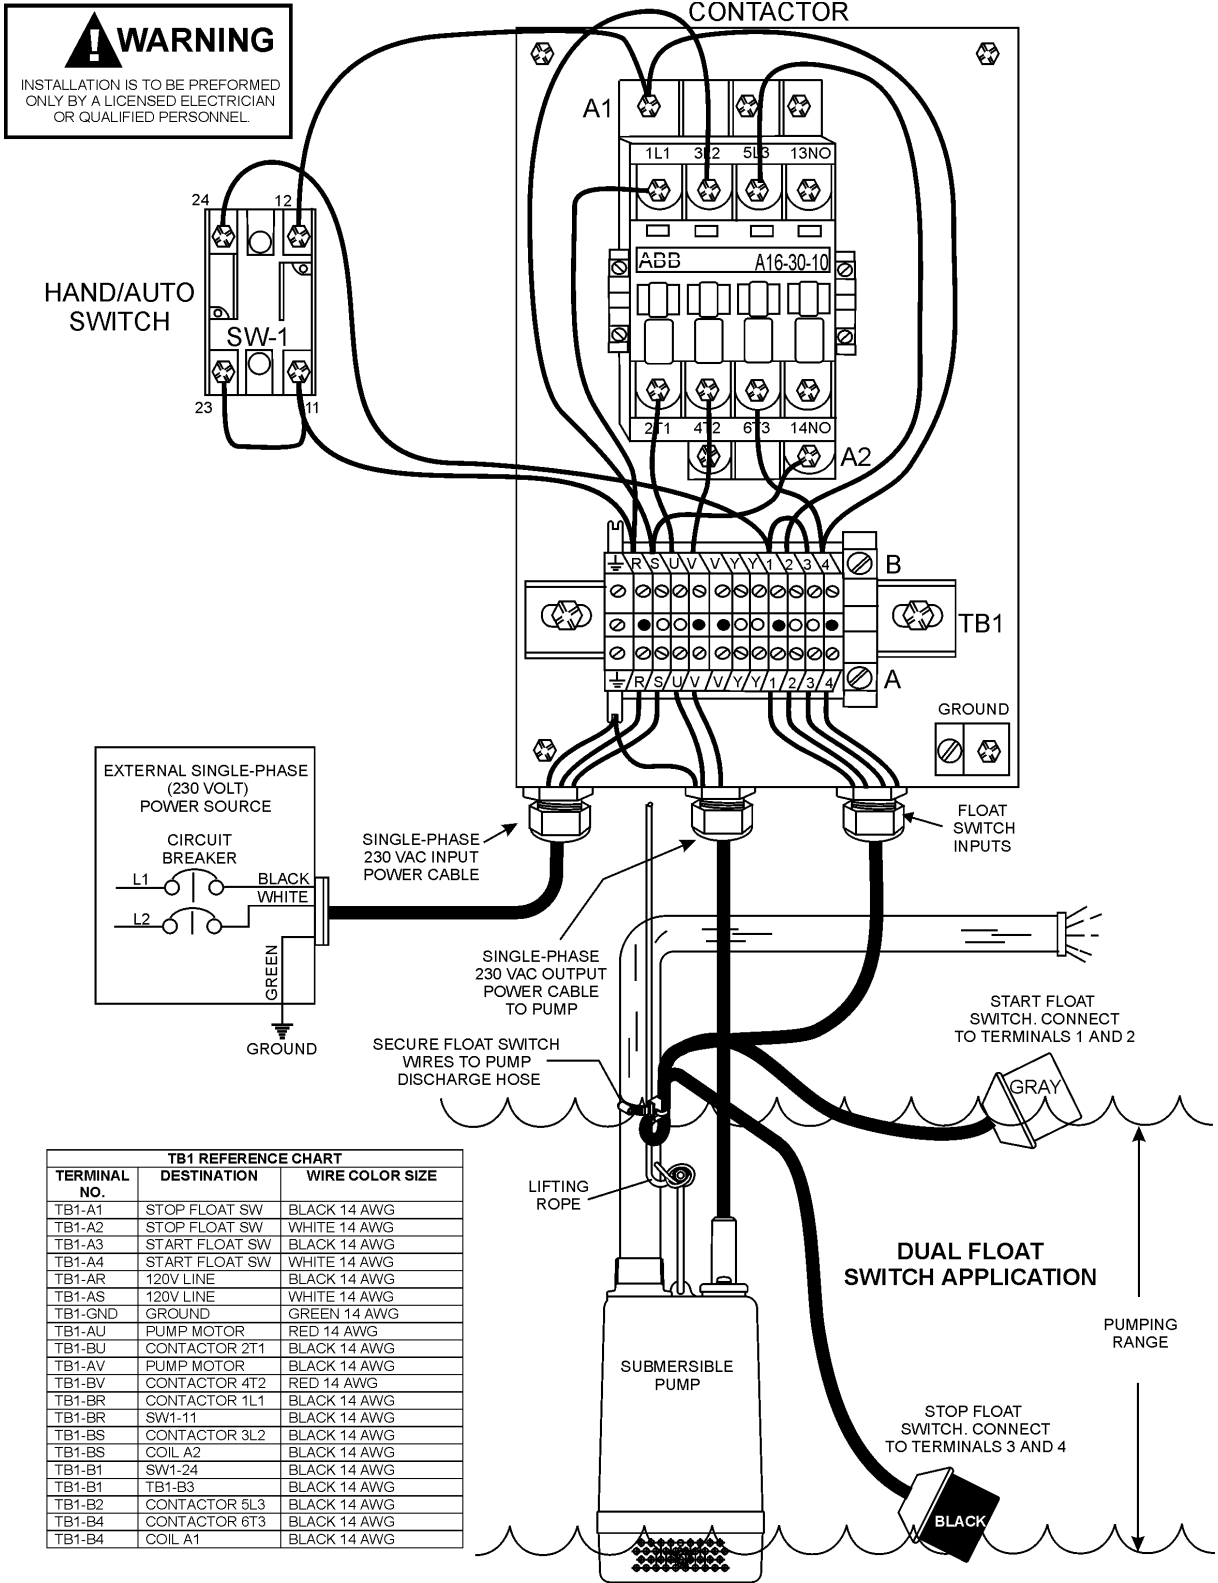 CONTACTOR
WARNING
INSTALLATION IS TO BE PREFORMED
ONLY BY A LICENSED ELECTRICIAN
OR QUALIFIED PERSONNEL.
A1
1L1 3L2 5L3 13NO
24 12
ABB A16-30-10
HAND/AUTO
SWITCH
SW-1
23 11
2T1 4T2 6T3 14NO
A2
R S U V V Y Y 1 2 3 4
B
TB1
R S U V V Y Y 1 2 3 4
A
GROUND
EXTERNAL SINGLE-PHASE
(230 VOLT)
POWER SOURCE
CIRCUIT
BREAKER
L1
BLACK
WHITE
L2
GREEN
GROUND
SINGLE-PHASE
230 VAC INPUT
POWER CABLE
FLOAT
SWITCH
INPUTS
SINGLE-PHASE
230 VAC OUTPUT
POWER CABLE
TO PUMP
START FLOAT
SWITCH. CONNECT
TO TERMINALS 1 AND 2
SECURE FLOAT SWITCH
WIRES TO PUMP
DISCHARGE HOSE
GRAY
LIFTING
ROPE
DUAL FLOAT
SWITCH APPLICATION
PUMPING
RANGE
SUBMERSIBLE
PUMP
STOP FLOAT
SWITCH. CONNECT
TO TERMINALS 3 AND 4
BLACK
TB1 REFERENCE CHART
TERMINAL NO. DESTINATION WIRE COLOR SIZE
TB1-A1 STOP FLOAT SW BLACK 14 AWG
TB1-A2 STOP FLOAT SW WHITE 14 AWG
TB1-A3 START FLOAT SW BLACK 14 AWG
TB1-A4 START FLOAT SW WHITE 14 AWG
TB1-AR 120V LINE BLACK 14 AWG
TB1-AS 120V LINE WHITE 14 AWG
TB1-GND GROUND GREEN 14 AWG
TB1-AU PUMP MOTOR RED 14 AWG
TB1-BU CONTACTOR 2T1 BLACK 14 AWG
TB1-AV PUMP MOTOR BLACK 14 AWG
TB1-BV CONTACTOR 4T2 RED 14 AWG
TB1-BR CONTACTOR 1L1 BLACK 14 AWG
TB1-BR SW1-11 BLACK 14 AWG
TB1-BS CONTACTOR 3L2 BLACK 14 AWG
TB1-BS COIL A2 BLACK 14 AWG
TB1-B1 SW1-24 BLACK 14 AWG
TB1-B1 TB1-B3 BLACK 14 AWG
TB1-B2 CONTACTOR 5L3 BLACK 14 AWG
TB1-B4 CONTACTOR 6T3 BLACK 14 AWG
TB1-B4 COIL A1 BLACK 14 AWG